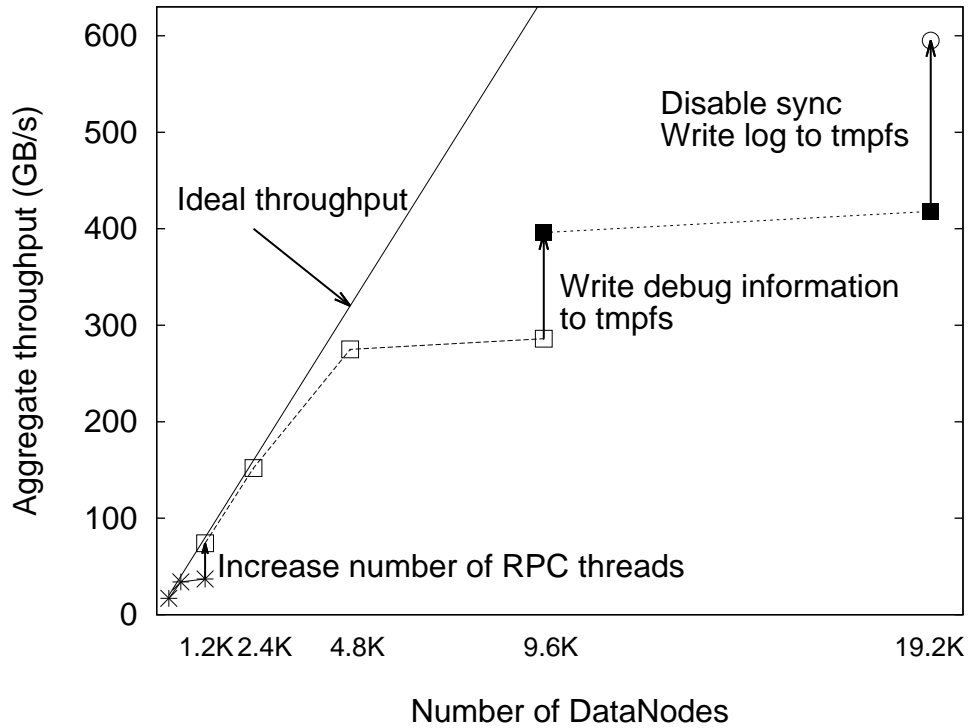 600
500
400
300
200
100
0
Aggregate throughput (GB/s)
Disable sync
Write log to tmpfs
Ideal throughput
Write debug information
to tmpfs
Increase number of RPC threads
1.2K 2.4K 4.8K 9.6K 19.2K
Number of DataNodes